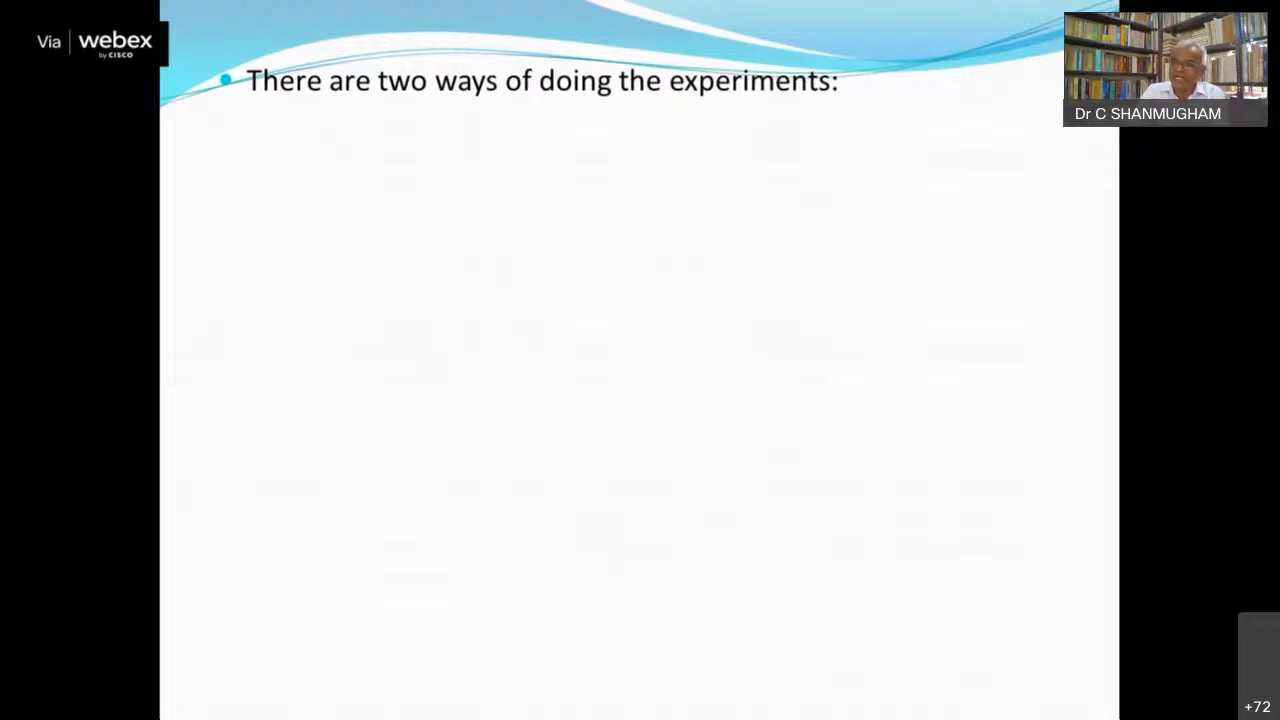 Via webex
by CISCO
• There are two ways of doing the experiments:
Dr C SHANMUGHAM
+72